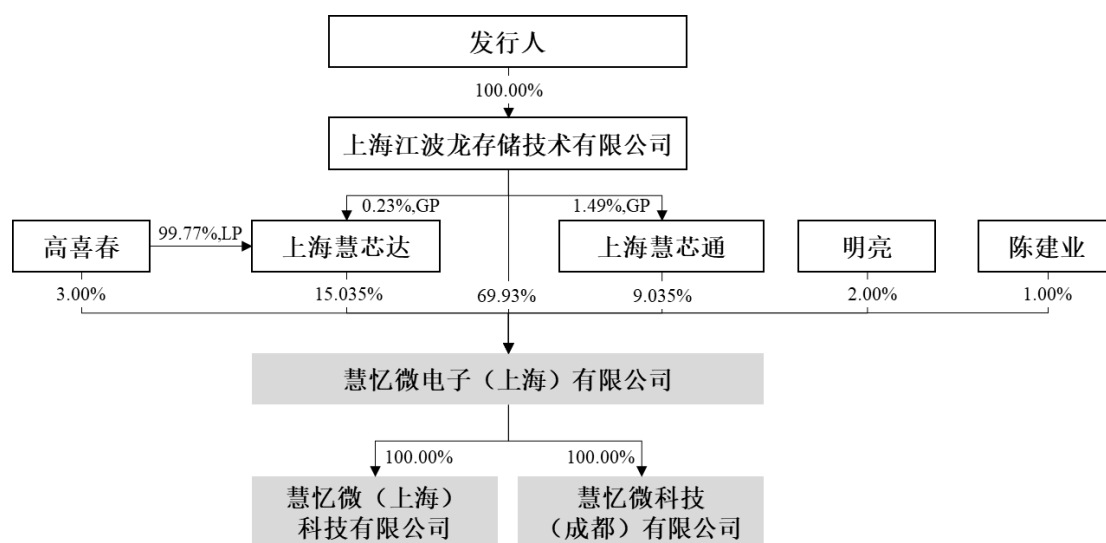 发行人
100.00%
上海江波龙存储技术有限公司
0.23%,GP
1.49%,GP
高喜春
99.77%,LP
上海慧芯达
上海慧芯通
明亮
陈建业
3.00%
15.035%
69.93%
9.035%
2.00%
1.00%
慧忆微电子（上海）有限公司
100.00%
100.00%
慧忆微（上海）
科技有限公司
慧忆微科技
（成都）有限公司